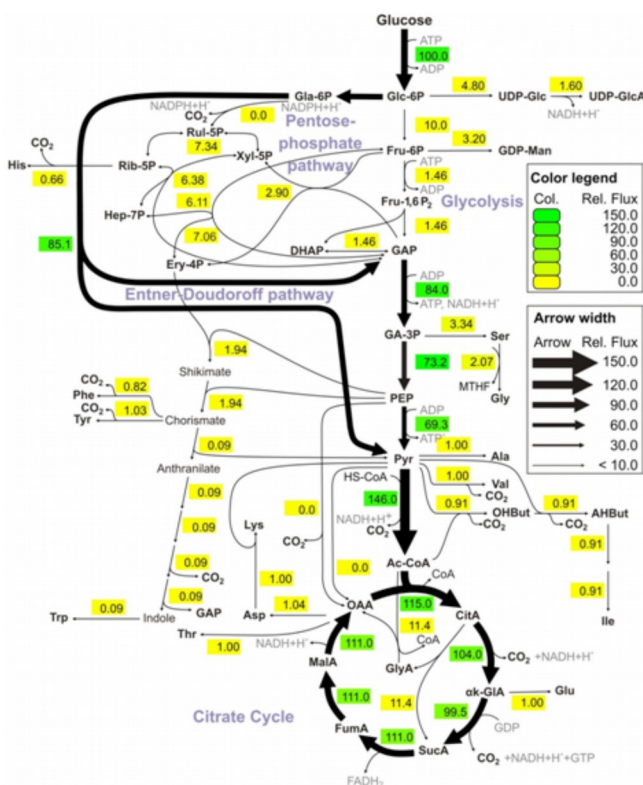 Glucose
ATP
100.0
ADP
Gla-6P
Glc-6P
4.80
UDP-Glc
1.60
UDP-GlcA
NADH+H
NADPH+H
NADPH+H
CO2
0.0
Pentose-
phosphate
pathway
Rul-5P
7.34
10.0
3.20
Xyl-5P
Fru-6P
GDP-Man
CO2
His
0.66
Rib-5P
6.38
2.90
ATP
1.46
ADP
6.11
Fru-1,6P2
Glycolysis
Hep-7P
7.06
1.46
85.1
DHAP
1.46
GAP
Ery-4P
Entner-Doudoroff pathway
ADP
84.0
ATP, NADH+H
GA-3P
3.34
Ser
2.07
MTHF
Gly
73.2
1.94
Shikimate
PEP
CO2
0.82
Phe
CO2
1.03
Tyr
1.94
Chorismate
ADP
69.3
ATP
0.09
Anthranilate
Pyr
1.00
Ala
1.00
Val
CO2
HS-CoA
146.0
NADH+H+
CO2
0.91
OHBut
0.91
AHBut
CO2
CO2
0.91
0.91
Ile
0.09
0.09
0.09
CO2
0.09
GAP
Indole
0.09
Trp
Lys
0.0
CO2
1.00
Asp
1.04
0.0
Ac-CoA
CoA
OAA
115.0
11.4
CoA
CitA
Thr
1.00
NADH+H
111.0
MalA
GlyA
104.0
CO2 +NADH+H
αk-GlA
1.00
Glu
111.0
11.4
99.5
GDP
Citrate Cycle
FumA
111.0
SucA
CO2 +NADH+H+GTP
FADH2
Color legend
Col. Rel. Flux
150.0
120.0
90.0
60.0
30.0
0.0
Arrow width
Arrow Rel. Flux
150.0
120.0
90.0
60.0
30.0
< 10.0